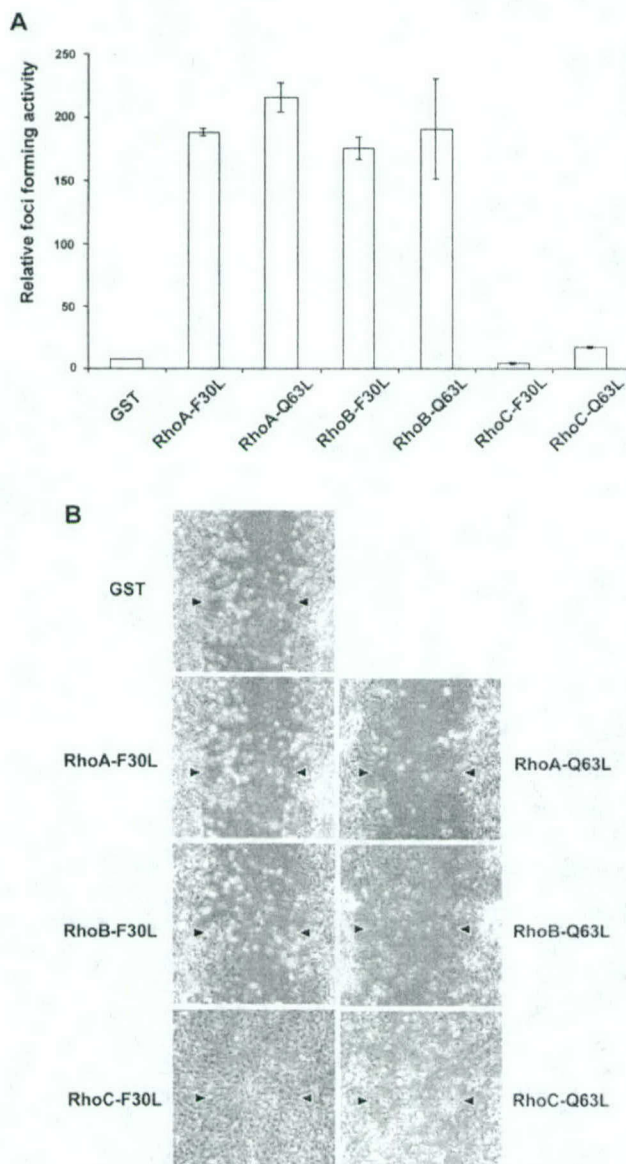 A
Relative foci forming activity
250
200
150
100
50
0
GST
RhoA-F30L
RhoA-Q63L
RhoB-F30L
RhoB-Q63L
RhoC-F30L
RhoC-Q63L
B
GST
RhoA-F30L
RhoA-Q63L
RhoB-F30L
RhoB-Q63L
RhoC-F30L
RhoC-Q63L